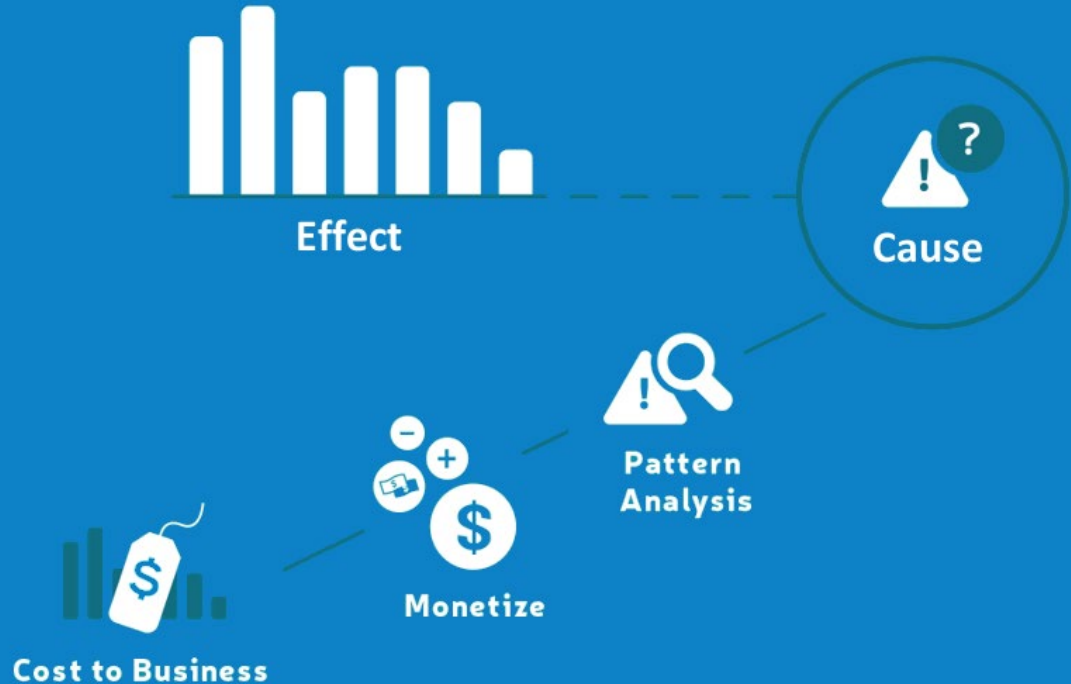 ?
!
Effect
Cause
!
-
+
$
Pattern
Analysis
$
$
Monetize
Cost to Business